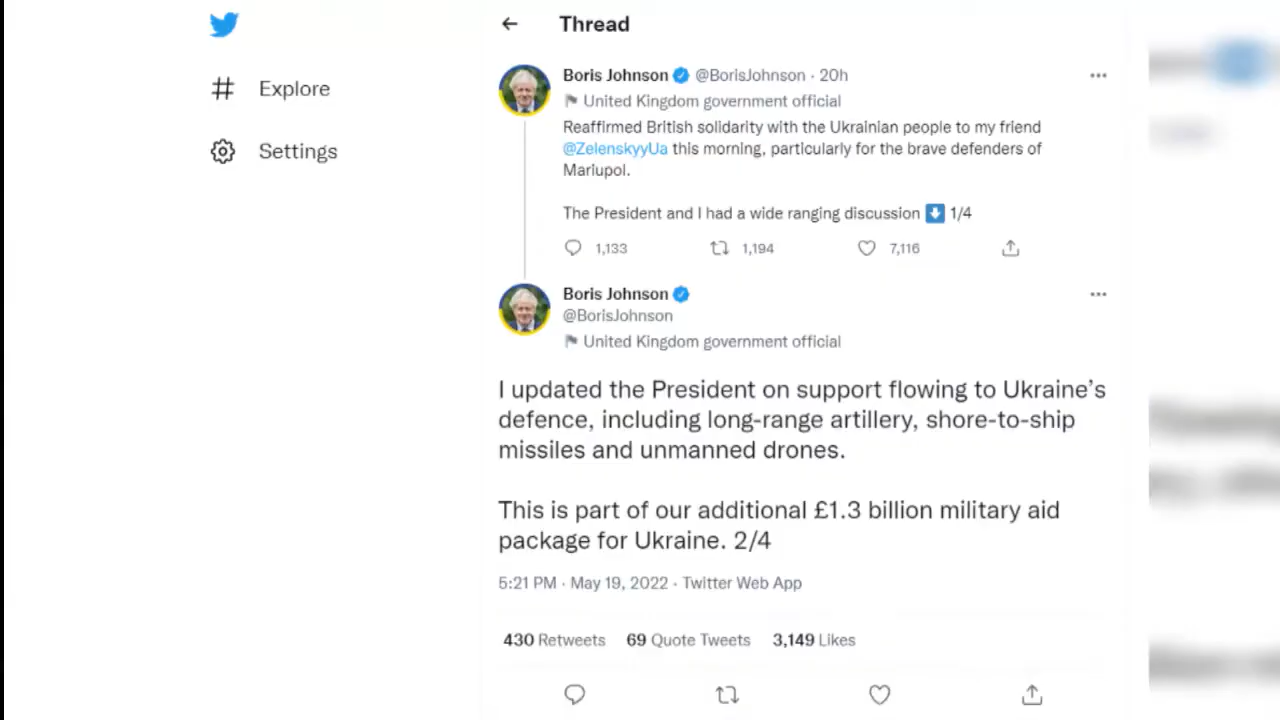 Thread
Explore
Settings
Boris Johnson @BorisJohnson · 20h
United Kingdom government official
Reaffirmed British solidarity with the Ukrainian people to my friend
@ZelenskyyUa this morning, particularly for the brave defenders of
Mariupol.
The President and I had a wide ranging discussion ⬇ 1/4
1,133 1,194 7,116
Boris Johnson
@BorisJohnson
United Kingdom government official
I updated the President on support flowing to Ukraine’s
defence, including long-range artillery, shore-to-ship
missiles and unmanned drones.
This is part of our additional £1.3 billion military aid
package for Ukraine. 2/4
5:21 PM · May 19, 2022 · Twitter Web App
430 Retweets 69 Quote Tweets 3,149 Likes